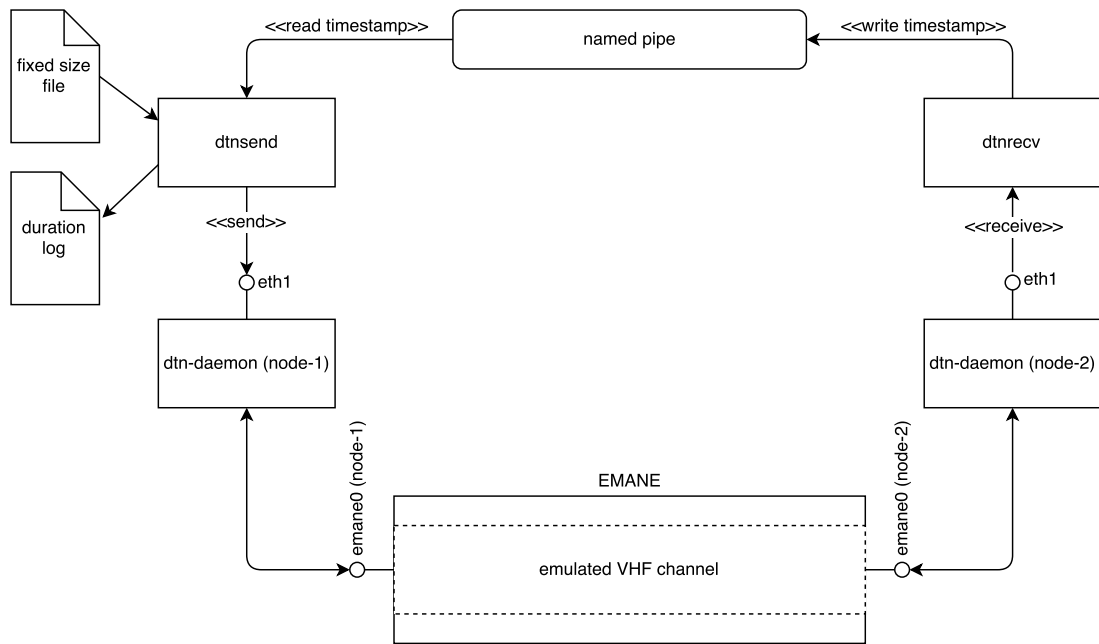 <<read timestamp>>
named pipe
<<write timestamp>>
fixed size
file
dtnsend
dtnrecv
duration
log
<<send>>
<<receive>>
eth1
eth1
dtn-daemon (node-1)
dtn-daemon (node-2)
emane0 (node-1)
emane0 (node-2)
EMANE
emulated VHF channel